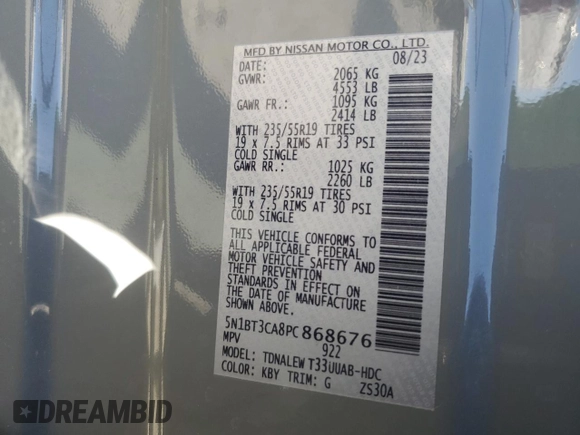 MFD BY NISSAN MOTOR CO., LTD.
DATE: 08/23
GVWR: 2065 KG
4553 LB
GAWR FR.: 1095 KG
2414 LB
WITH 235/55R19 TIRES
19 x 7.5 RIMS AT 33 PSI
COLD SINGLE
GAWR RR.: 1025 KG
2260 LB
WITH 235/55R19 TIRES
19 x 7.5 RIMS AT 30 PSI
COLD SINGLE
THIS VEHICLE CONFORMS TO
ALL APPLICABLE FEDERAL
MOTOR VEHICLE SAFETY AND
THEFT PREVENTION
STANDARDS IN EFFECT ON
THE DATE OF MANUFACTURE
SHOWN ABOVE.
5N1BT3CA8PC868676
MPV 922
MODEL: TDNALEW T33UUAB-HDC
COLOR: KBY TRIM: G ZS30A
DREAMBID